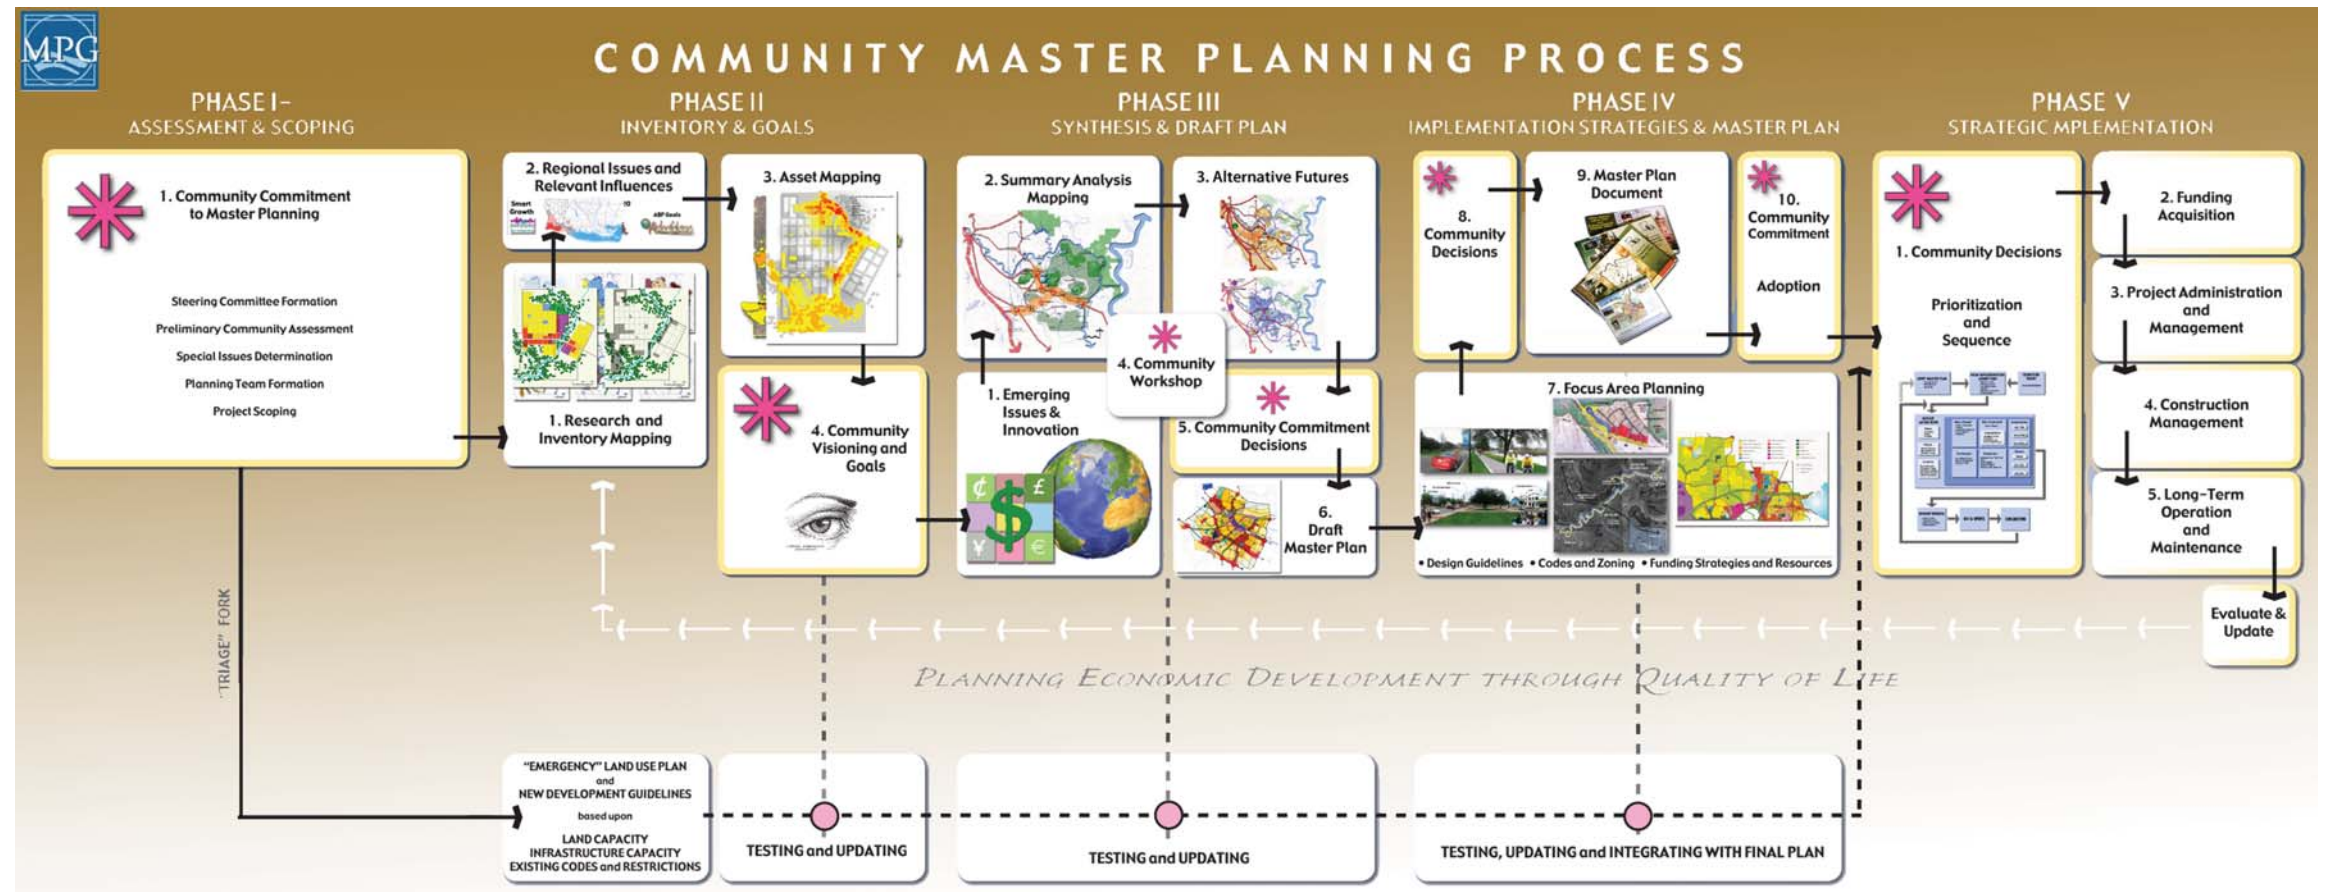 MPG
COMMUNITY MASTER PLANNING PROCESS
PHASE I-
ASSESSMENT & SCOPING
1. Community Commitment
to Master Planning
Steering Committee Formation
Preliminary Community Assessment
Special Issues Determination
Planning Team Formation
Project Scoping
"TRIAGE" FORK
PHASE II
INVENTORY & GOALS
2. Regional Issues and
Relevant Influences
Smart
Growth
ABP Goals
1. Research and
Inventory Mapping
3. Asset Mapping
4. Community
Visioning and
Goals
PHASE III
SYNTHESIS & DRAFT PLAN
2. Summary Analysis
Mapping
3. Alternative Futures
4. Community
Workshop
1. Emerging
Issues &
Innovation
¢
£
$
¥
€
5. Community Commitment
Decisions
6.
Draft
Master Plan
PHASE IV
IMPLEMENTATION STRATEGIES & MASTER PLAN
8.
Community
Decisions
9. Master Plan
Document
10.
Community
Commitment
Adoption
7. Focus Area Planning
• Design Guidelines • Codes and Zoning • Funding Strategies and Resources
PHASE V
STRATEGIC MPLEMENTATION
1. Community Decisions
Prioritization
and
Sequence
2. Funding
Acquisition
3. Project Administration
and
Management
4. Construction
Management
5. Long-Term
Operation
and
Maintenance
Evaluate &
Update
PLANNING ECONOMIC DEVELOPMENT THROUGH QUALITY OF LIFE
"EMERGENCY" LAND USE PLAN
and
NEW DEVELOPMENT GUIDELINES
based upon
LAND CAPACITY
INFRASTRUCTURE CAPACITY
EXISTING CODES and RESTRICTIONS
TESTING and UPDATING
TESTING and UPDATING
TESTING, UPDATING and INTEGRATING WITH FINAL PLAN